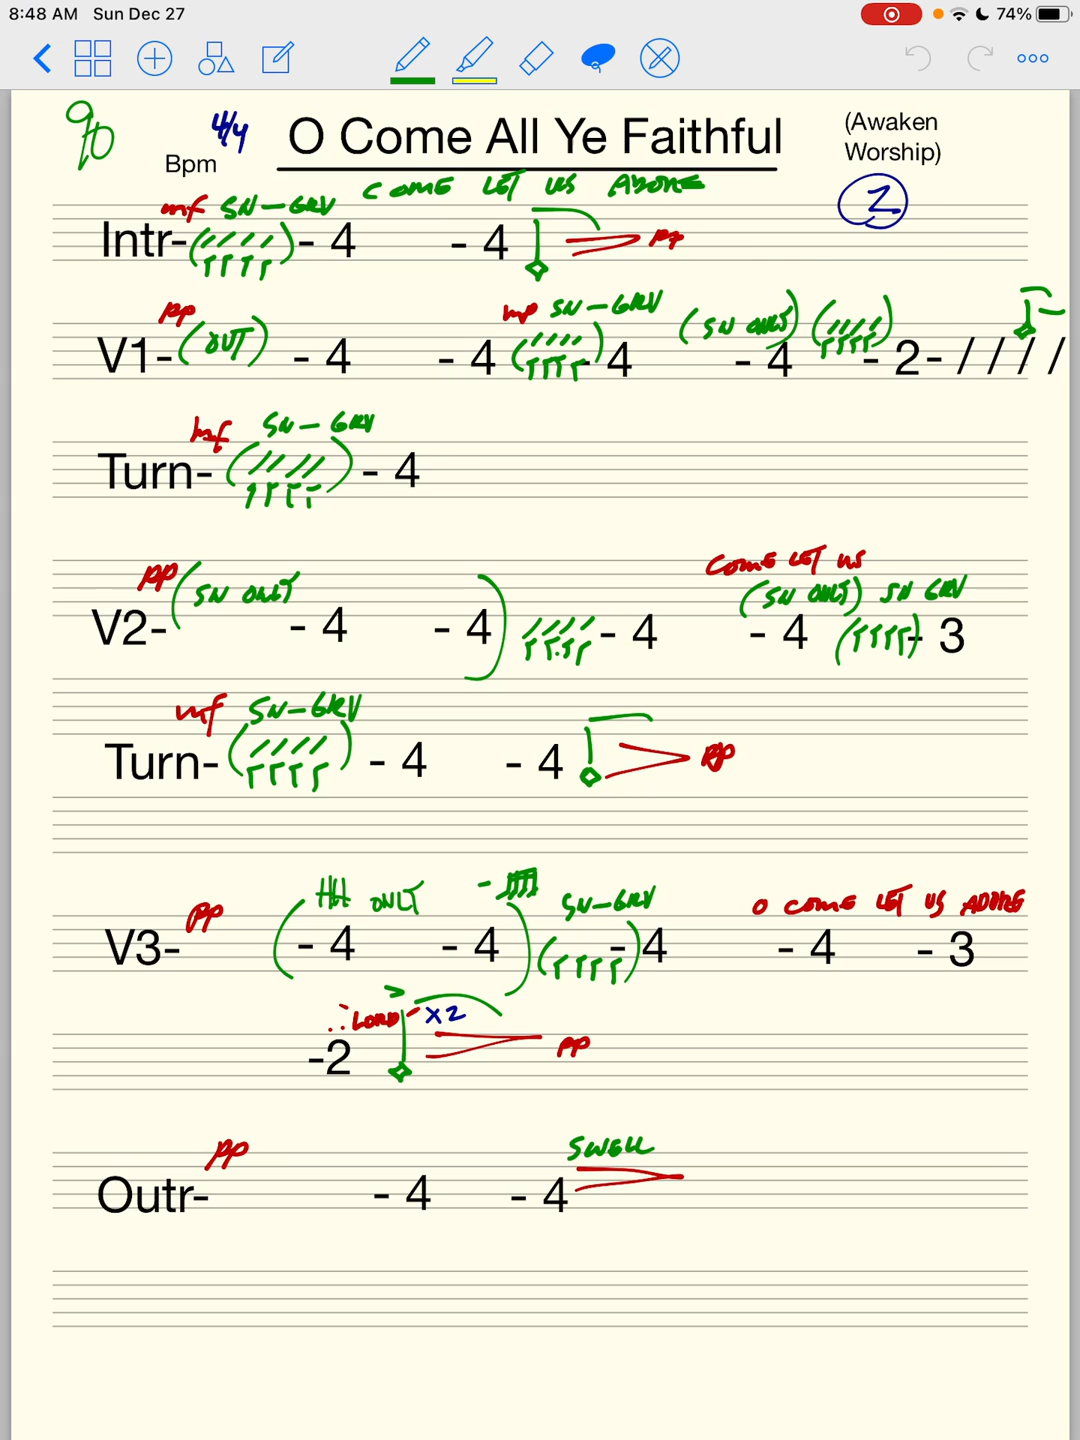 8:48 AM Sun Dec 27 74%
90 Bpm 4/4 O Come All Ye Faithful (Awaken Worship)
2
COME LET US ADORE
mf SN-GRV
Intr- - 4 - 4 pp
pp mp SN-GRV (SN ONLY)
V1- (OUT) - 4 - 4 - 4 - 4 - 2 - / / / /
mf SN-GRV
Turn- - 4
COME LET US
pp (SN ONLY (SN ONLY) SN GRV
V2- - 4 - 4) - 4 - 4 - 3
mf SN-GRV
Turn- - 4 - 4 pp
HH ONLY SN-GRV O COME LET US ADORE
V3- pp (- 4 - 4) - 4 - 4 - 3
LORD x2
-2 pp
pp SWELL
Outr- - 4 - 4